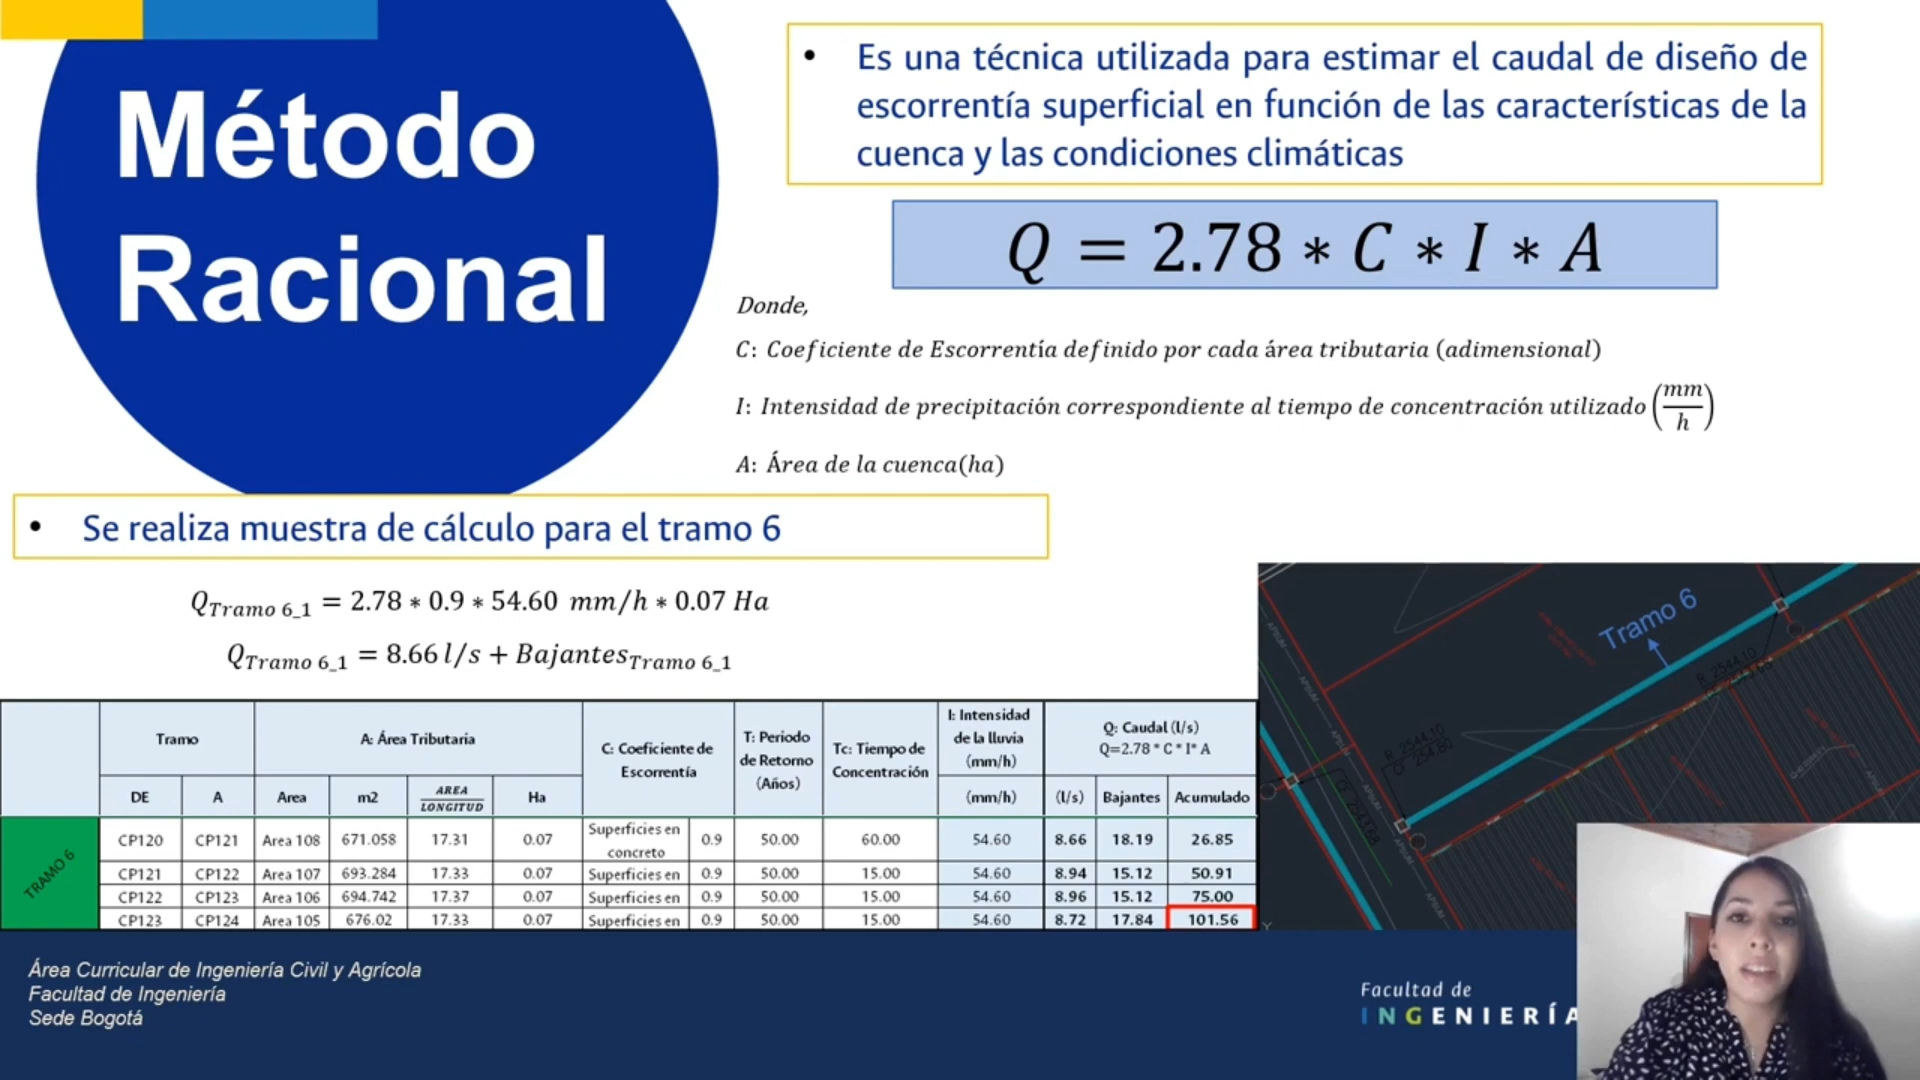 Método
Racional
• Es una técnica utilizada para estimar el caudal de diseño de
escorrentía superficial en función de las características de la
cuenca y las condiciones climáticas
Q = 2.78 ∗ C ∗ I ∗ A
Donde,
C: Coeficiente de Escorrentía definido por cada área tributaria (adimensional)
I: Intensidad de precipitación correspondiente al tiempo de concentración utilizado (mm/h)
A: Área de la cuenca(ha)
• Se realiza muestra de cálculo para el tramo 6
Q Tramo 6_1 = 2.78 ∗ 0.9 ∗ 54.60 mm/h ∗ 0.07 Ha
Q Tramo 6_1 = 8.66 l/s + Bajantes Tramo 6_1
Tramo 6
Tramo A: Área Tributaria C: Coeficiente de Escorrentía T: Periodo de Retorno (Años) Tc: Tiempo de Concentración I: Intensidad de la lluvia (mm/h) Q: Caudal (l/s) Q=2.78 * C * I* A
DE A Area m2 AREA/LONGITUD Ha (mm/h) (l/s) Bajantes Acumulado
TRAMO 6
CP120 CP121 Area 108 671.058 17.31 0.07 Superficies en concreto 0.9 50.00 60.00 54.60 8.66 18.19 26.85
CP121 CP122 Area 107 693.284 17.33 0.07 Superficies en 0.9 50.00 15.00 54.60 8.94 15.12 50.91
CP122 CP123 Area 106 694.742 17.37 0.07 Superficies en 0.9 50.00 15.00 54.60 8.96 15.12 75.00
CP123 CP124 Area 105 676.02 17.33 0.07 Superficies en 0.9 50.00 15.00 54.60 8.72 17.84 101.56
Área Curricular de Ingeniería Civil y Agrícola
Facultad de Ingeniería
Sede Bogotá
Facultad de
INGENIERÍA